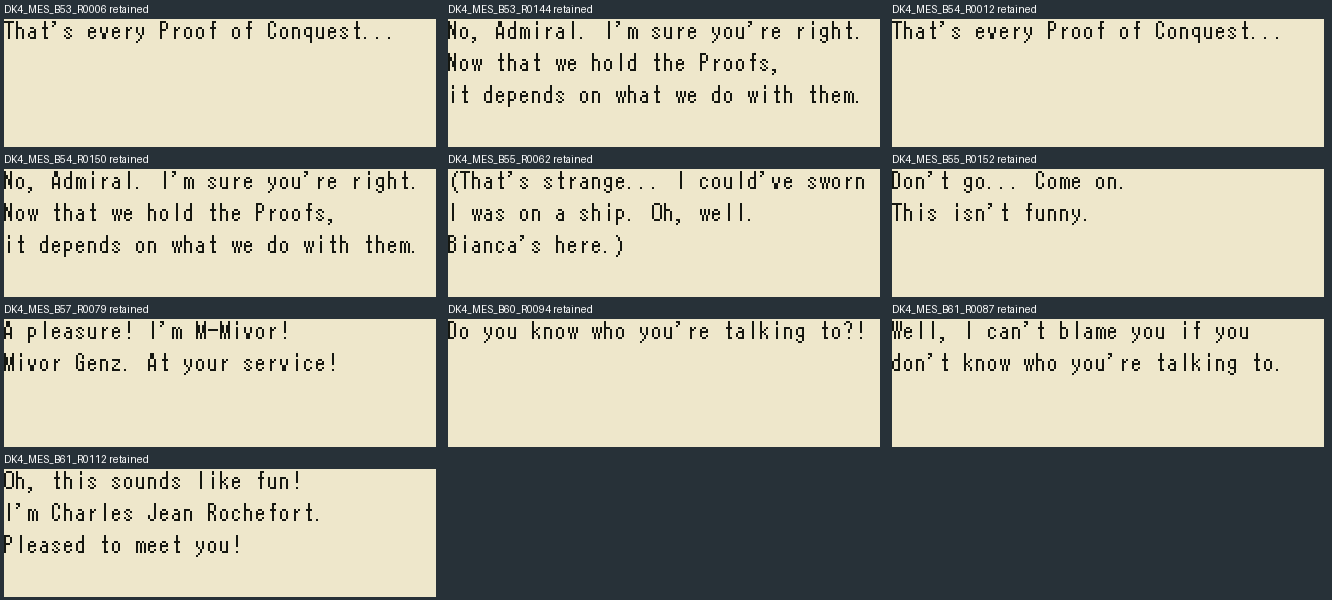 DK4_MES_B53_R0006 retained
That's every Proof of Conquest...
DK4_MES_B53_R0144 retained
No, Admiral. I'm sure you're right.
Now that we hold the Proofs,
it depends on what we do with them.
DK4_MES_B54_R0012 retained
That's every Proof of Conquest...
DK4_MES_B54_R0150 retained
No, Admiral. I'm sure you're right.
Now that we hold the Proofs,
it depends on what we do with them.
DK4_MES_B55_R0062 retained
(That's strange... I could've sworn
I was on a ship. Oh, well.
Bianca's here.)
DK4_MES_B55_R0152 retained
Don't go... Come on.
This isn't funny.
DK4_MES_B57_R0079 retained
A pleasure! I'm M-Mivor!
Mivor Genz. At your service!
DK4_MES_B60_R0094 retained
Do you know who you're talking to?!
DK4_MES_B61_R0087 retained
Well, I can't blame you if you
don't know who you're talking to.
DK4_MES_B61_R0112 retained
Oh, this sounds like fun!
I'm Charles Jean Rochefort.
Pleased to meet you!